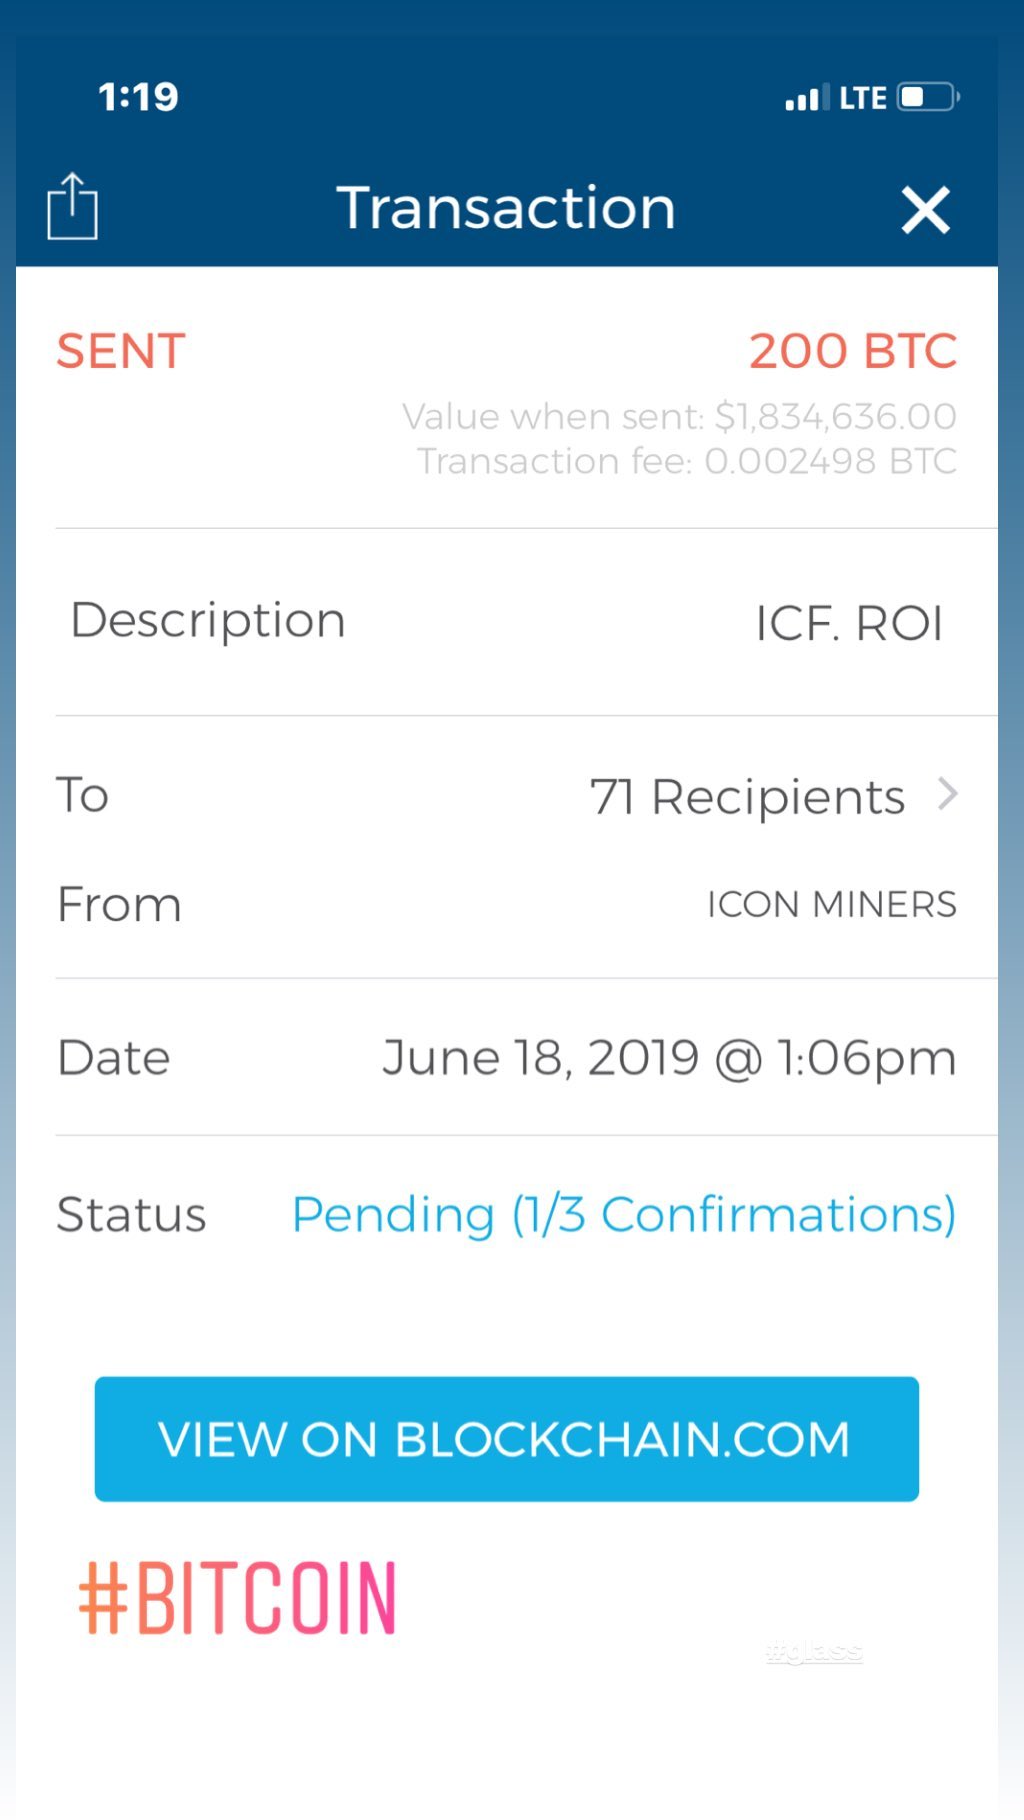 1:19 LTE
Transaction
SENT 200 BTC
Value when sent: $1,834,636.00
Transaction fee: 0.002498 BTC
Description ICF. ROI
To 71 Recipients
From ICON MINERS
Date June 18, 2019 @ 1:06pm
Status Pending (1/3 Confirmations)
VIEW ON BLOCKCHAIN.COM
#BITCOIN
#glass